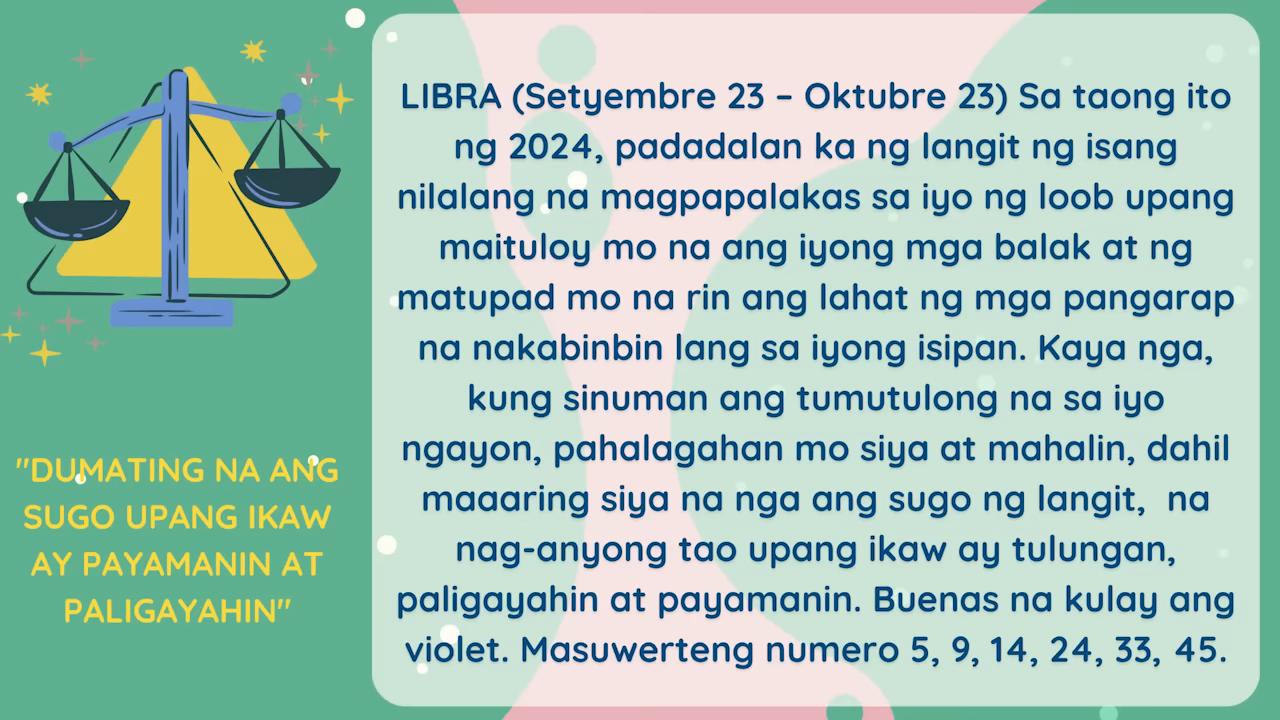 "DUMATING NA ANG
SUGO UPANG IKAW
AY PAYAMANIN AT
PALIGAYAHIN"
LIBRA (Setyembre 23 – Oktubre 23) Sa taong ito
ng 2024, padadalan ka ng langit ng isang
nilalang na magpapalakas sa iyo ng loob upang
maituloy mo na ang iyong mga balak at ng
matupad mo na rin ang lahat ng mga pangarap
na nakabinbin lang sa iyong isipan. Kaya nga,
kung sinuman ang tumutulong na sa iyo
ngayon, pahalagahan mo siya at mahalin, dahil
maaaring siya na nga ang sugo ng langit,  na
nag-anyong tao upang ikaw ay tulungan,
paligayahin at payamanin. Buenas na kulay ang
violet. Masuwerteng numero 5, 9, 14, 24, 33, 45.